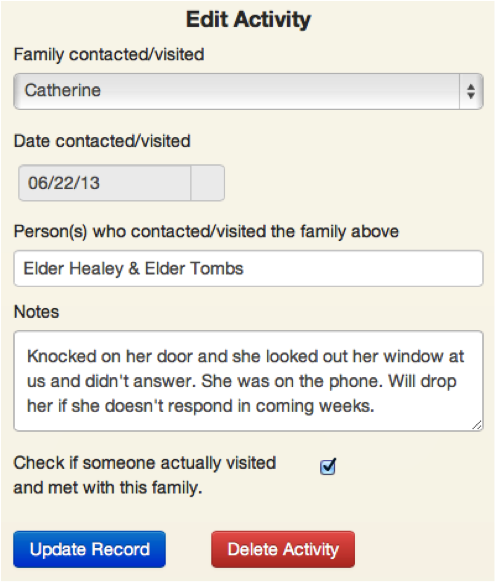 Edit Activity
Family contacted/visited
Catherine
Date contacted/visited
06/22/13
Person(s) who contacted/visited the family above
Elder Healey & Elder Tombs
Notes
Knocked on her door and she looked out her window at
us and didn't answer. She was on the phone. Will drop
her if she doesn't respond in coming weeks.
Check if someone actually visited
and met with this family.
Update Record
Delete Activity